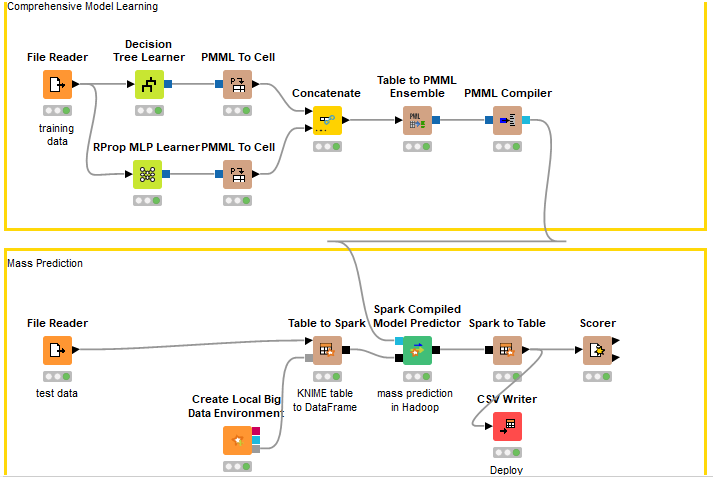 Comprehensive Model Learning
File Reader
Decision
Tree Learner
PMML To Cell
Concatenate
Table to PMML
Ensemble
PMML Compiler
PML
training
data
RProp MLP Learner
PMML To Cell
Mass Prediction
File Reader
Table to Spark
Spark Compiled
Model Predictor
Spark to Table
Scorer
test data
KNIME table
to DataFrame
mass prediction
in Hadoop
Create Local Big
Data Environment
CSV Writer
Deploy